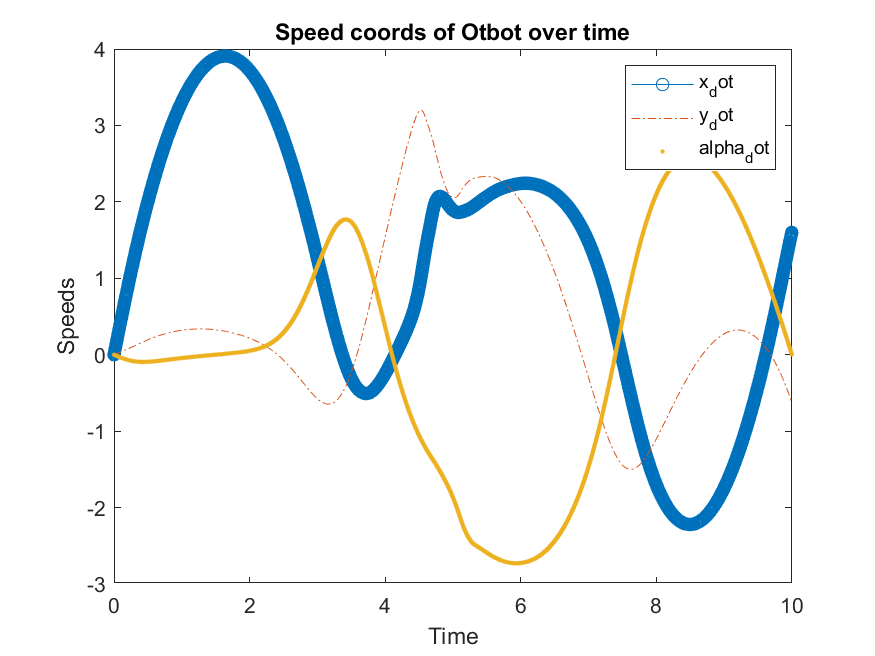 Speed coords of Otbot over time
4
3
2
1
0
-1
-2
-3
Speeds
x_dot
y_dot
alpha_dot
0 2 4 6 8 10
Time